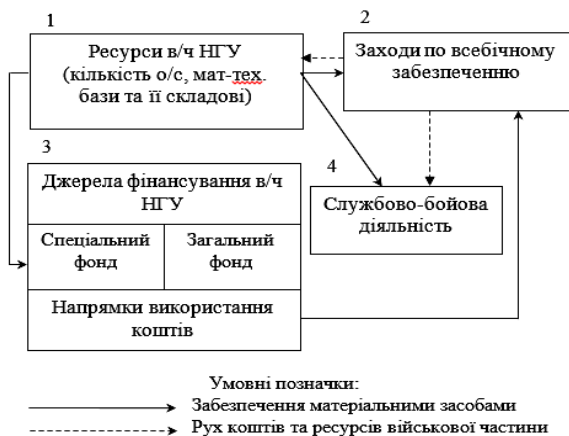 1
Ресурси в/ч НГУ
(кількість о/с, мат-тех.
бази та її складові)
2
Заходи по всебічному
забезпеченню
3
Джерела фінансування в/ч
НГУ
Спеціальний
фонд
Загальний
фонд
Напрямки використання
коштів
4
Службово-бойова
діяльність
Умовні позначки:
Забезпечення матеріальними засобами
Рух коштів та ресурсів військової частини